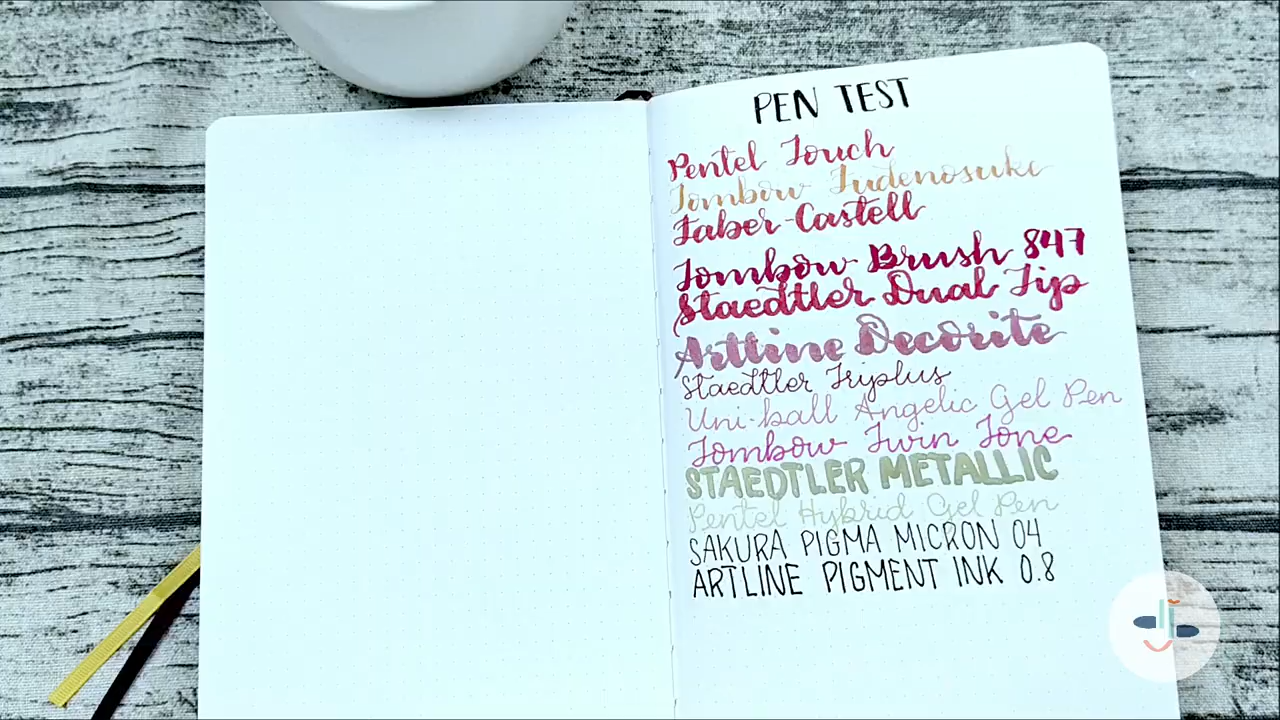 PEN TEST
Pentel Touch
Tombow Fudenosuke
Faber-Castell
Tombow Brush 847
Staedtler Dual Tip
Artline Decorite
Staedtler Triplus
Uni-ball Angelic Gel Pen
Tombow Twin Tone
STAEDTLER METALLIC
Pentel Hybrid Gel Pen
SAKURA PIGMA MICRON 04
ARTLINE PIGMENT INK 0.8